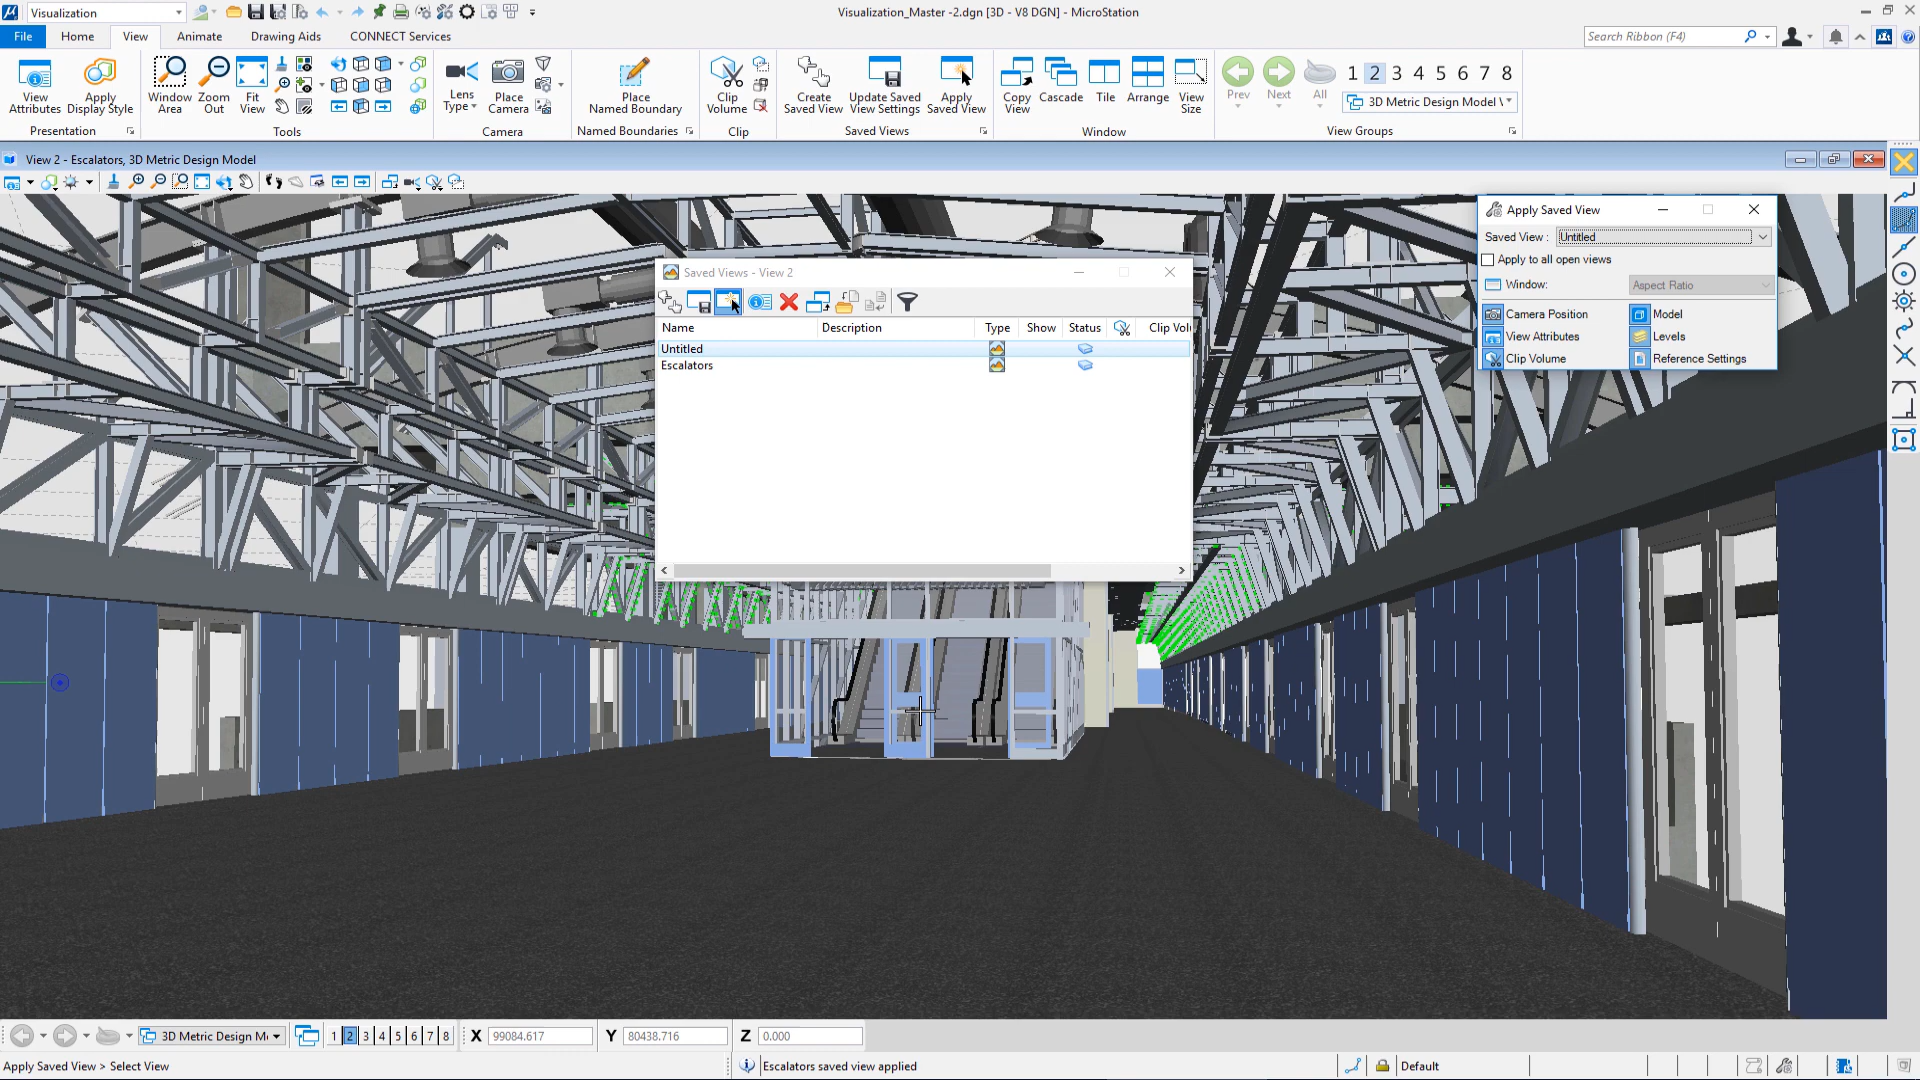 Visualization
Visualization_Master -2.dgn [3D - V8 DGN] - MicroStation
File Home View Animate Drawing Aids CONNECT Services
Search Ribbon (F4)
View Attributes
Apply Display Style
Presentation
Window Area
Zoom Out
Fit View
Tools
Lens Type
Place Camera
Camera
Place Named Boundary
Named Boundaries
Clip Volume
Clip
Create Saved View
Update Saved View Settings
Apply Saved View
Saved Views
Copy View
Cascade
Tile
Arrange
View Size
Window
Prev
Next
All
1 2 3 4 5 6 7 8
3D Metric Design Model \
View Groups
View 2 - Escalators, 3D Metric Design Model
Apply Saved View
Saved View : Untitled
Apply to all open views
Window: Aspect Ratio
Camera Position Model
View Attributes Levels
Clip Volume Reference Settings
Saved Views - View 2
Name Description Type Show Status Clip Vol
Untitled
Escalators
3D Metric Design M 1 2 3 4 5 6 7 8 X 99084.617 Y 80438.716 Z 0.000
Apply Saved View > Select View
Escalators saved view applied
Default